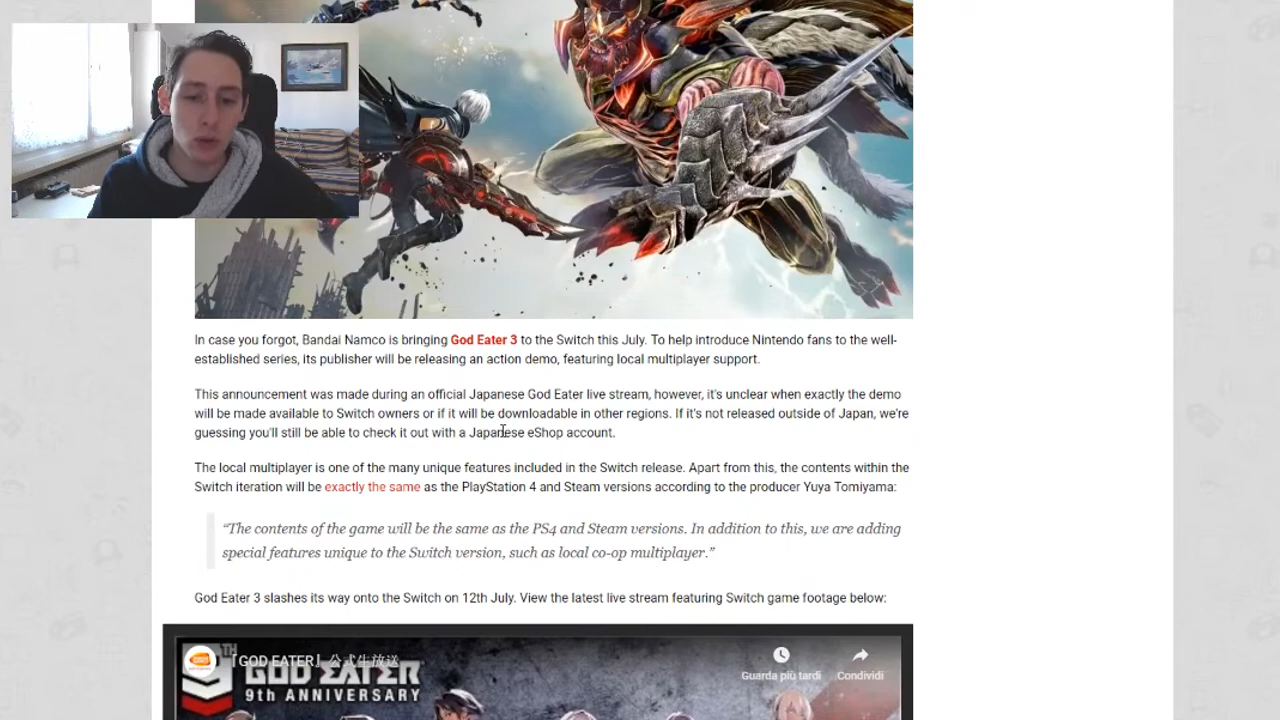 In case you forgot, Bandai Namco is bringing God Eater 3 to the Switch this July. To help introduce Nintendo fans to the well-
established series, its publisher will be releasing an action demo, featuring local multiplayer support.
This announcement was made during an official Japanese God Eater live stream, however, it's unclear when exactly the demo
will be made available to Switch owners or if it will be downloadable in other regions. If it's not released outside of Japan, we're
guessing you'll still be able to check it out with a Japanese eShop account.
The local multiplayer is one of the many unique features included in the Switch release. Apart from this, the contents within the
Switch iteration will be exactly the same as the PlayStation 4 and Steam versions according to the producer Yuya Tomiyama:
“The contents of the game will be the same as the PS4 and Steam versions. In addition to this, we are adding
special features unique to the Switch version, such as local co-op multiplayer.”
God Eater 3 slashes its way onto the Switch on 12th July. View the latest live stream featuring Switch game footage below:
『GOD EATER』公式生放送
Guarda più tardi
Condividi
9TH
GOD EATER
9th ANNIVERSARY